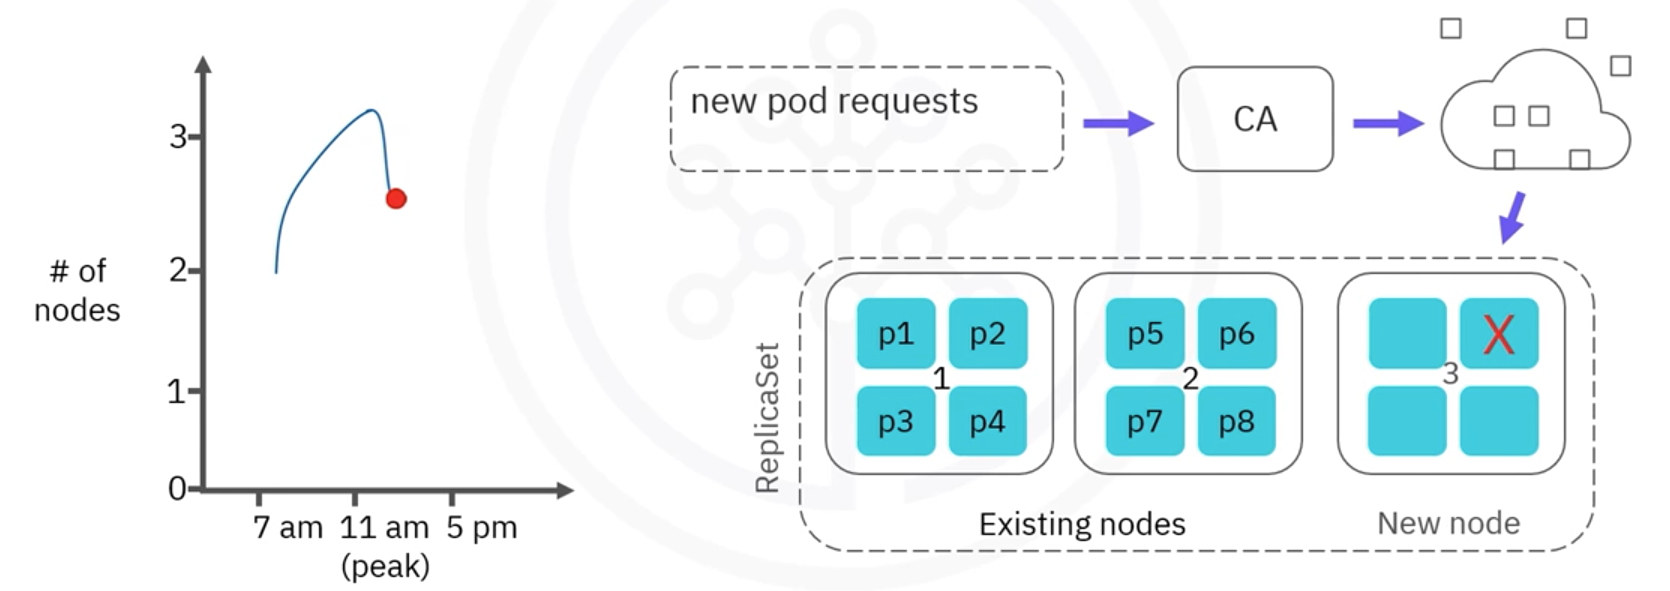 3
2
1
0
# of
nodes
7 am 11 am 5 pm
(peak)
new pod requests
CA
ReplicaSet
p1 p2
1
p3 p4
p5 p6
2
p7 p8
X
3
Existing nodes
New node